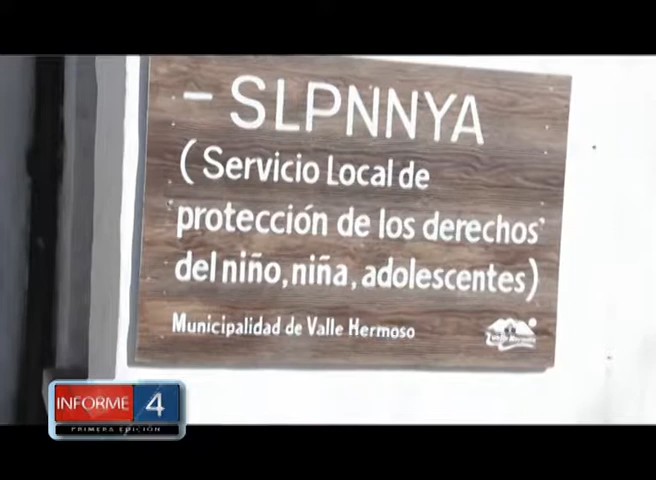 - SLPNNYA
(Servicio Local de
protección de los derechos
del niño, niña, adolescentes)
Municipalidad de Valle Hermoso
INFORME 4
PRIMERA EDICIÓN